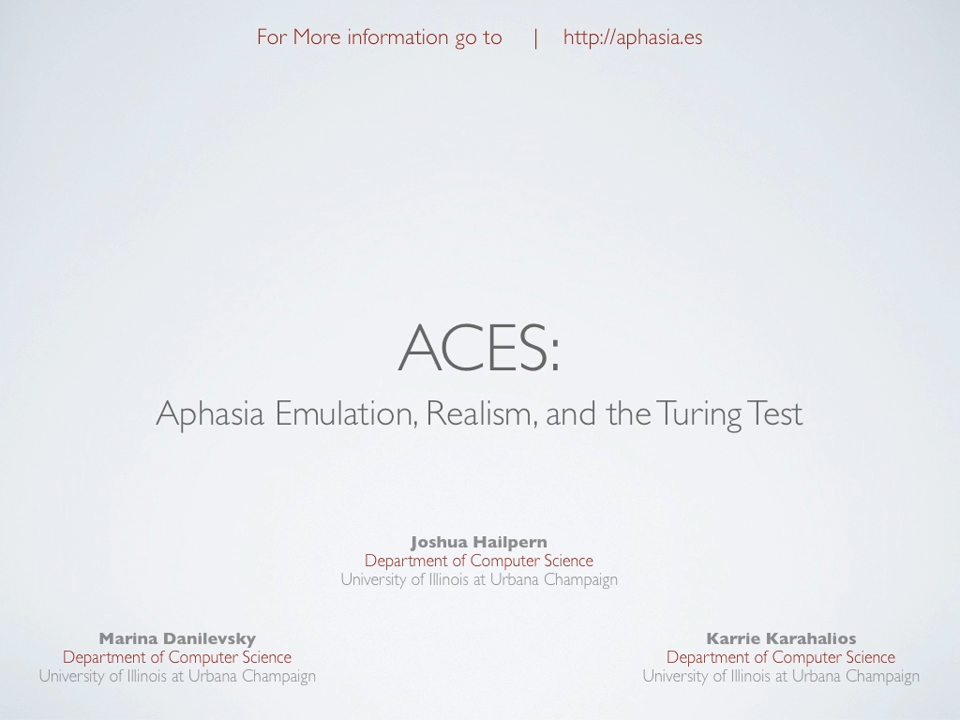 For More information go to | http://aphasia.es
ACES:
Aphasia Emulation, Realism, and the Turing Test
Joshua Hailpern
Department of Computer Science
University of Illinois at Urbana Champaign
Marina Danilevsky
Department of Computer Science
University of Illinois at Urbana Champaign
Karrie Karahalios
Department of Computer Science
University of Illinois at Urbana Champaign